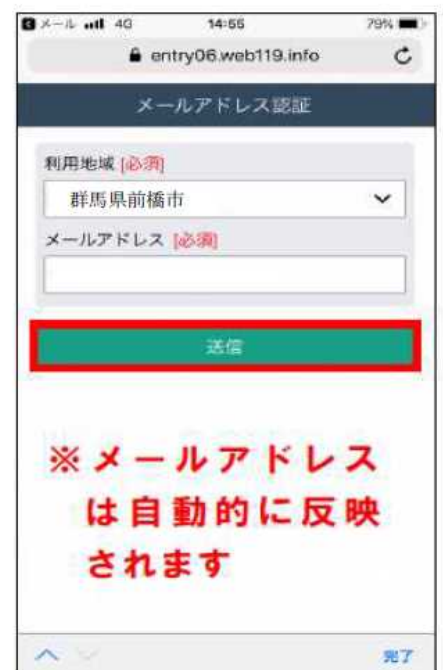 メール 4G 14:56 79%
entry06.web119.info
メールアドレス認証
利用地域 [必須]
群馬県前橋市
メールアドレス [必須]
送信
※メールアドレス
は自動的に反映
されます
完了